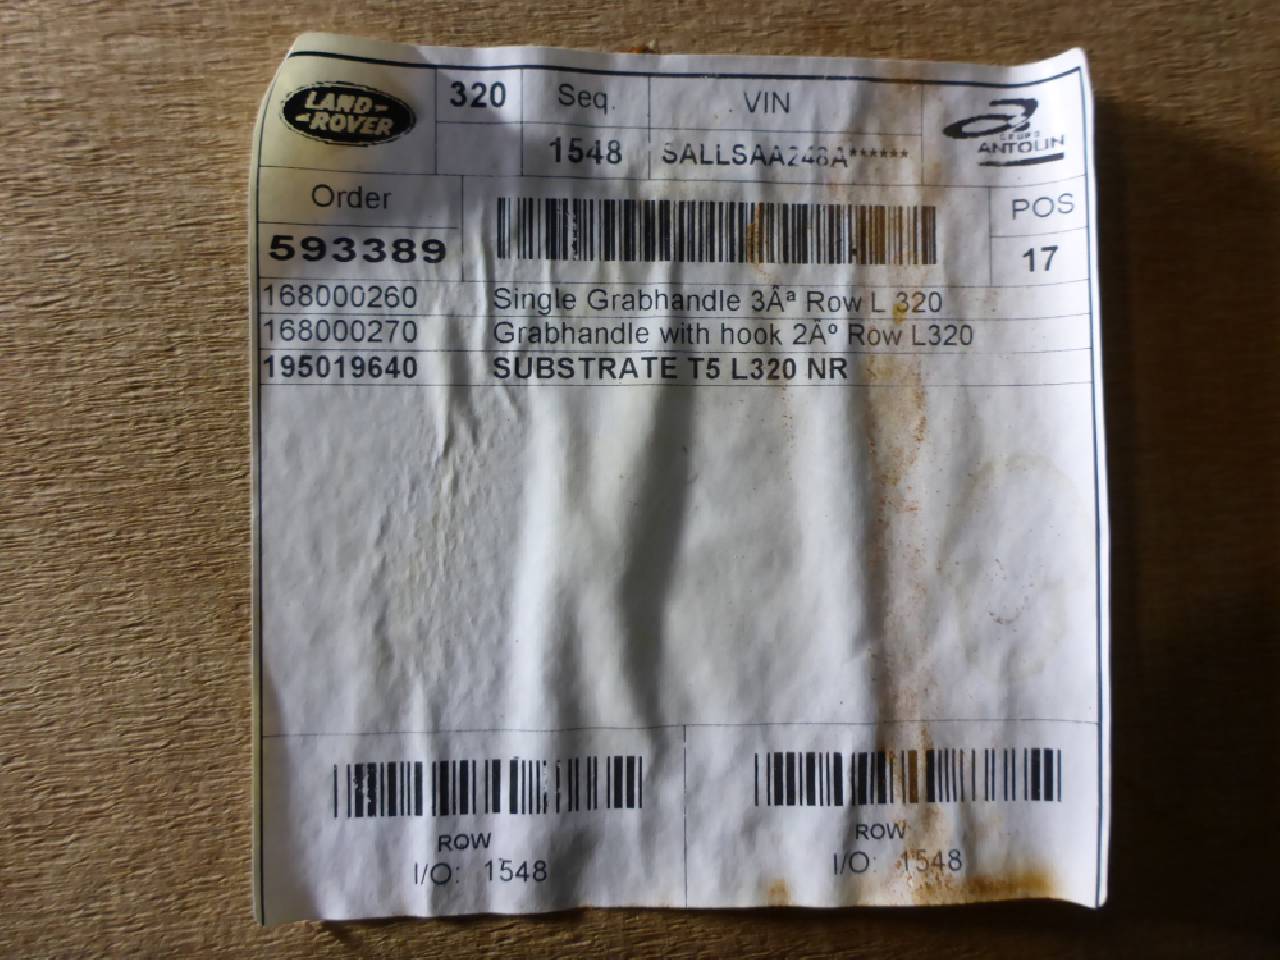 LAND-
-ROVER
320 Seq. VIN
1548 SALLSAA248A******
GRUPO
ANTOLIN
Order
593389
POS
17
168000260 Single Grabhandle 3Âª Row L 320
168000270 Grabhandle with hook 2Âº Row L320
195019640 SUBSTRATE T5 L320 NR
ROW
I/O: 1548
ROW
I/O: 1548